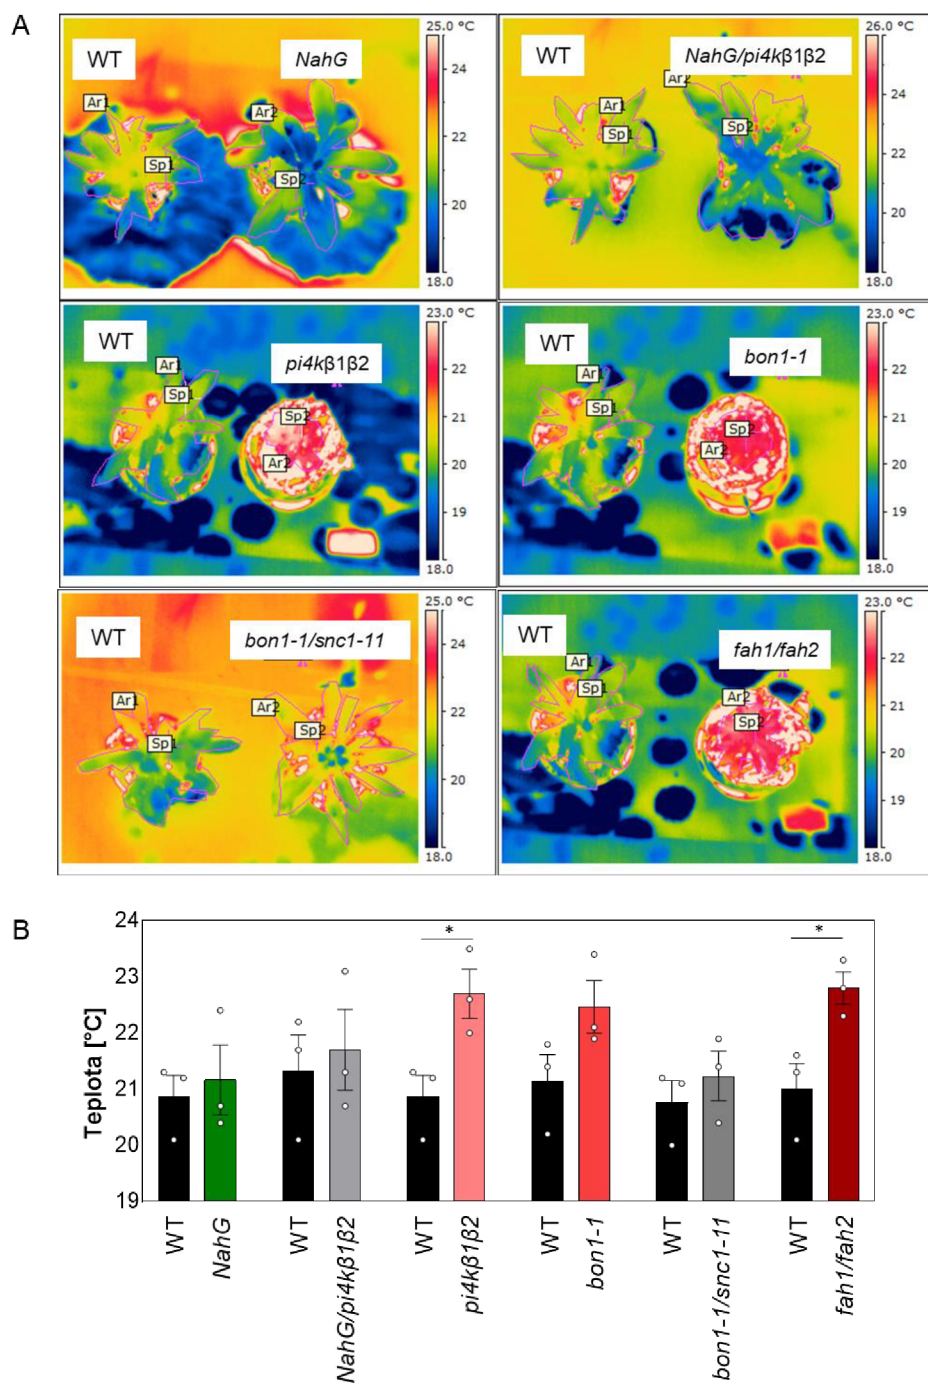 A
WT
NahG
Ar1
Ar2
Sp1
Sp2
25.0 °C
24
22
20
18.0
WT
NahG/pi4kβ1β2
Ar1
Ar2
Sp1
Sp2
26.0 °C
24
22
20
18.0
WT
pi4kβ1β2
Ar1
Sp1
Sp2
Ar2
23.0 °C
22
21
20
19
18.0
WT
bon1-1
Ar1
Sp1
Sp2
Ar2
23.0 °C
22
21
20
19
18.0
WT
bon1-1/snc1-11
Ar1
Ar2
Sp1
Sp2
25.0 °C
24
22
20
18.0
WT
fah1/fah2
Ar1
Sp1
Ar2
Sp2
23.0 °C
22
21
20
19
18.0
B
Teplota [°C]
24
23
22
21
20
19
*
*
WT
NahG
WT
NahG/pi4kβ1β2
WT
pi4kβ1β2
WT
bon1-1
WT
bon1-1/snc1-11
WT
fah1/fah2